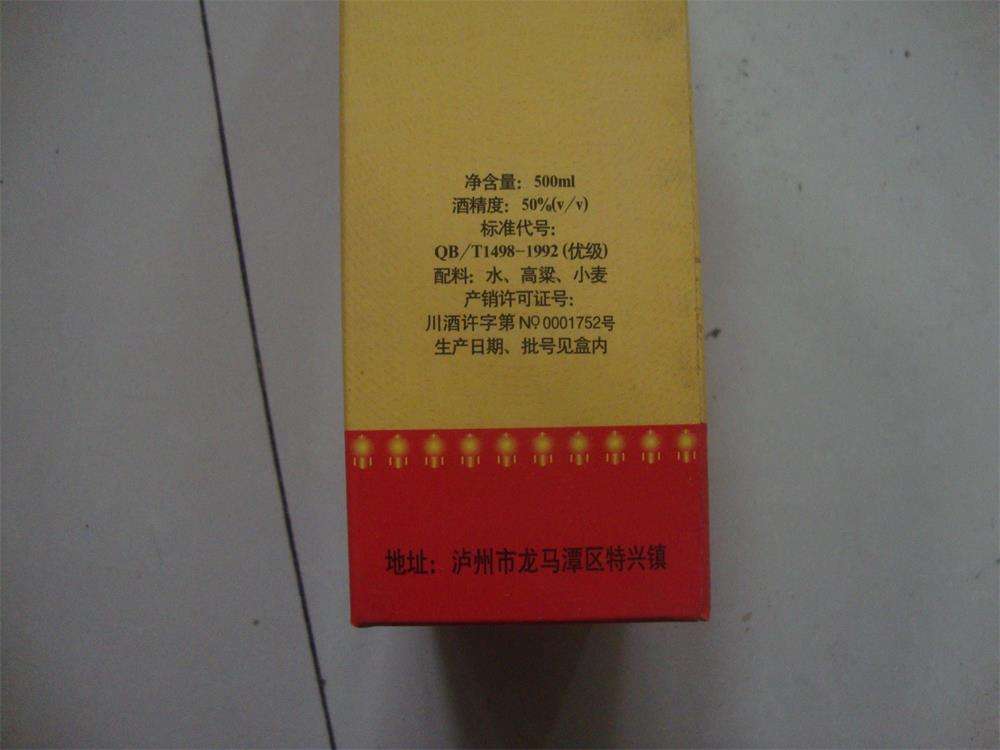 净含量：500ml
酒精度：50%(v/v)
标准代号：
QB/T1498-1992(优级)
配料：水、高粱、小麦
产销许可证号：
川酒许字第№0001752号
生产日期、批号见盒内
地址：泸州市龙马潭区特兴镇